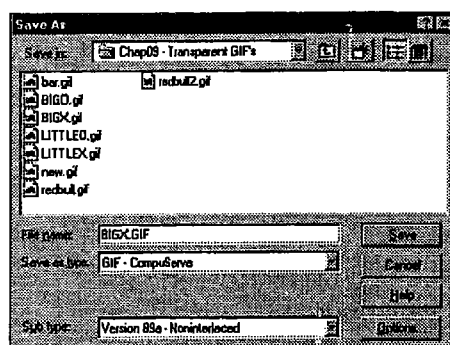 Save As
Save in: Chap09 - Transparent GIF's
bar.gif
BIGO.gif
BIGX.gif
LITTLEO.gif
LITTLEX.gif
new.gif
redbull.gif
redbull2.gif
File name: BIGX.GIF
Save
Save as type: GIF - CompuServe
Cancel
Help
Sub type: Version 89a - Noninterlaced
Options...